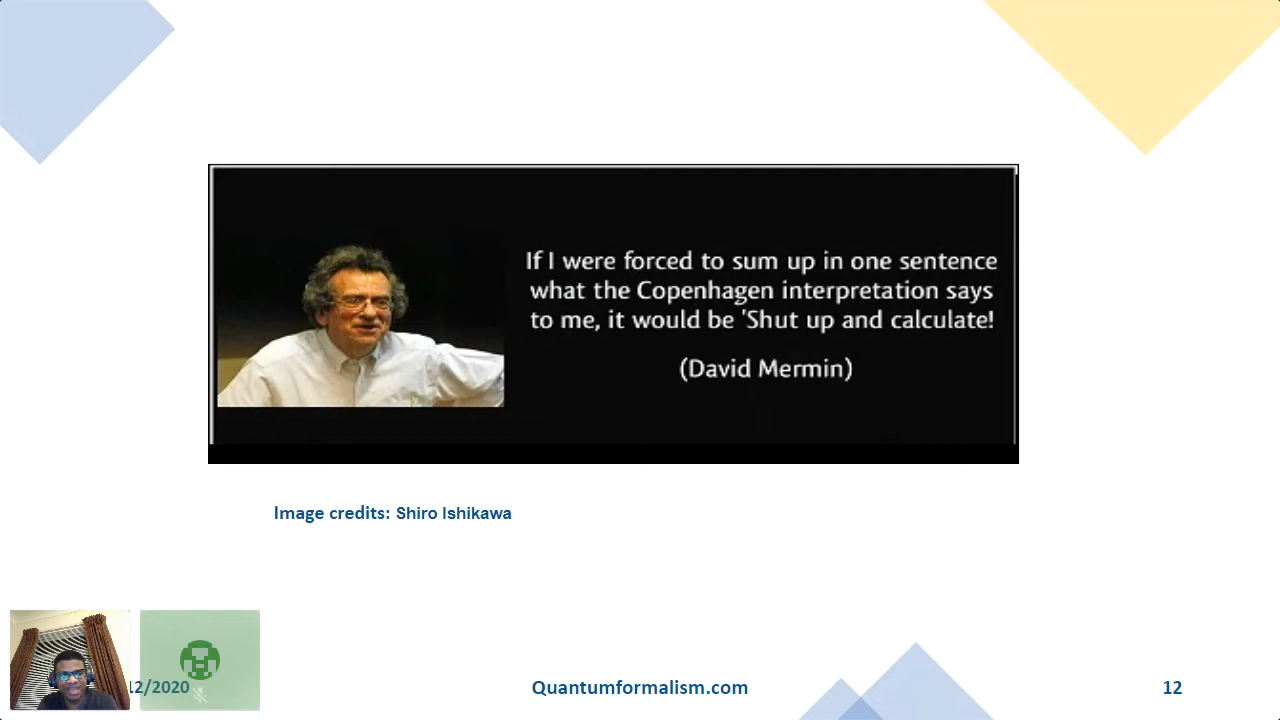 If I were forced to sum up in one sentence
what the Copenhagen interpretation says
to me, it would be 'Shut up and calculate!
(David Mermin)
Image credits: Shiro Ishikawa
12/2020
Quantumformalism.com
12